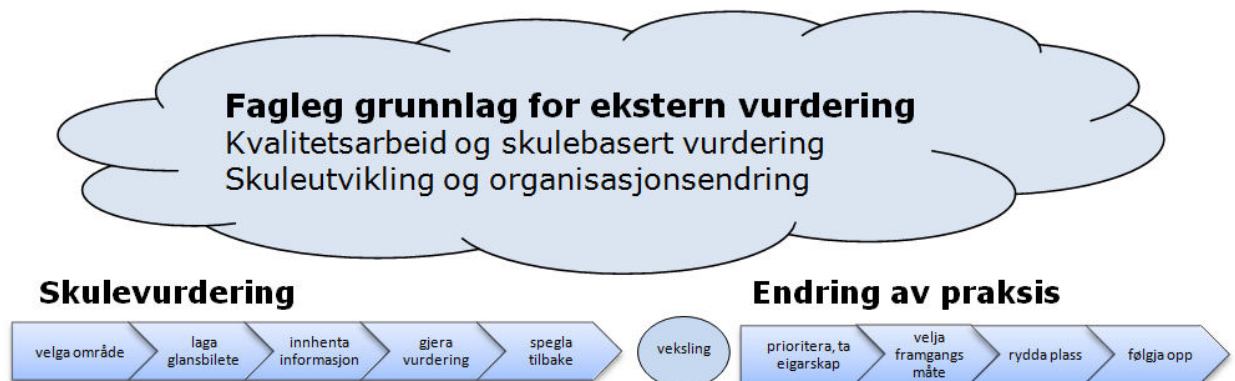 Fagleg grunnlag for ekstern vurdering
Kvalitetsarbeid og skulebasert vurdering
Skuleutvikling og organisasjonsendring
Skulevurdering
velga område
laga
glansbilete
innhenta
informasjon
gjera
vurdering
spegla
tilbake
veksling
Endring av praksis
prioritera, ta
eigarskap
velja
framgangs
måte
rydda plass
følgja opp